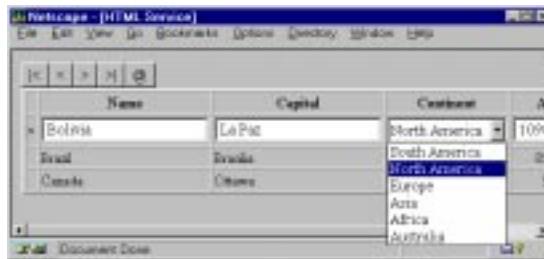 Netscape - [HTML Service]
File Edit View Go Bookmarks Options Directory Window Help
|< < > >| @
Name Capital Continent A
Bolivia La Paz North America 109
Brazil Brasilia
Canada Ottawa
South America
North America
Europe
Asia
Africa
Australia
Document Done